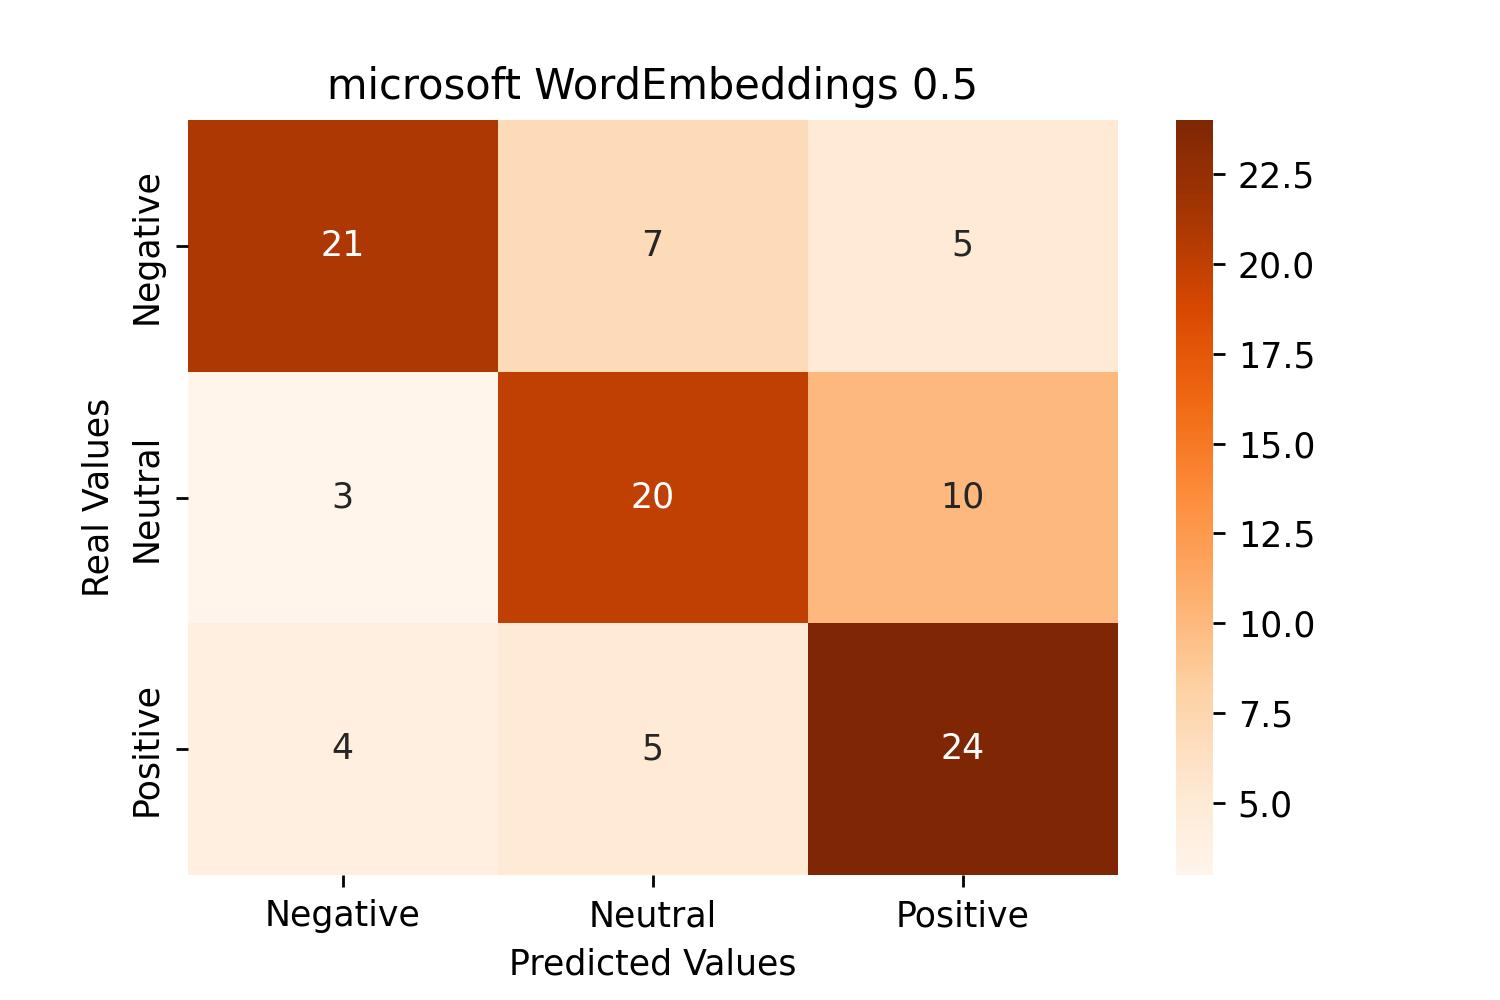 microsoft WordEmbeddings 0.5
Real Values
Negative
21 7 5
Neutral
3 20 10
Positive
4 5 24
Negative Neutral Positive
Predicted Values
22.5
20.0
17.5
15.0
12.5
10.0
7.5
5.0